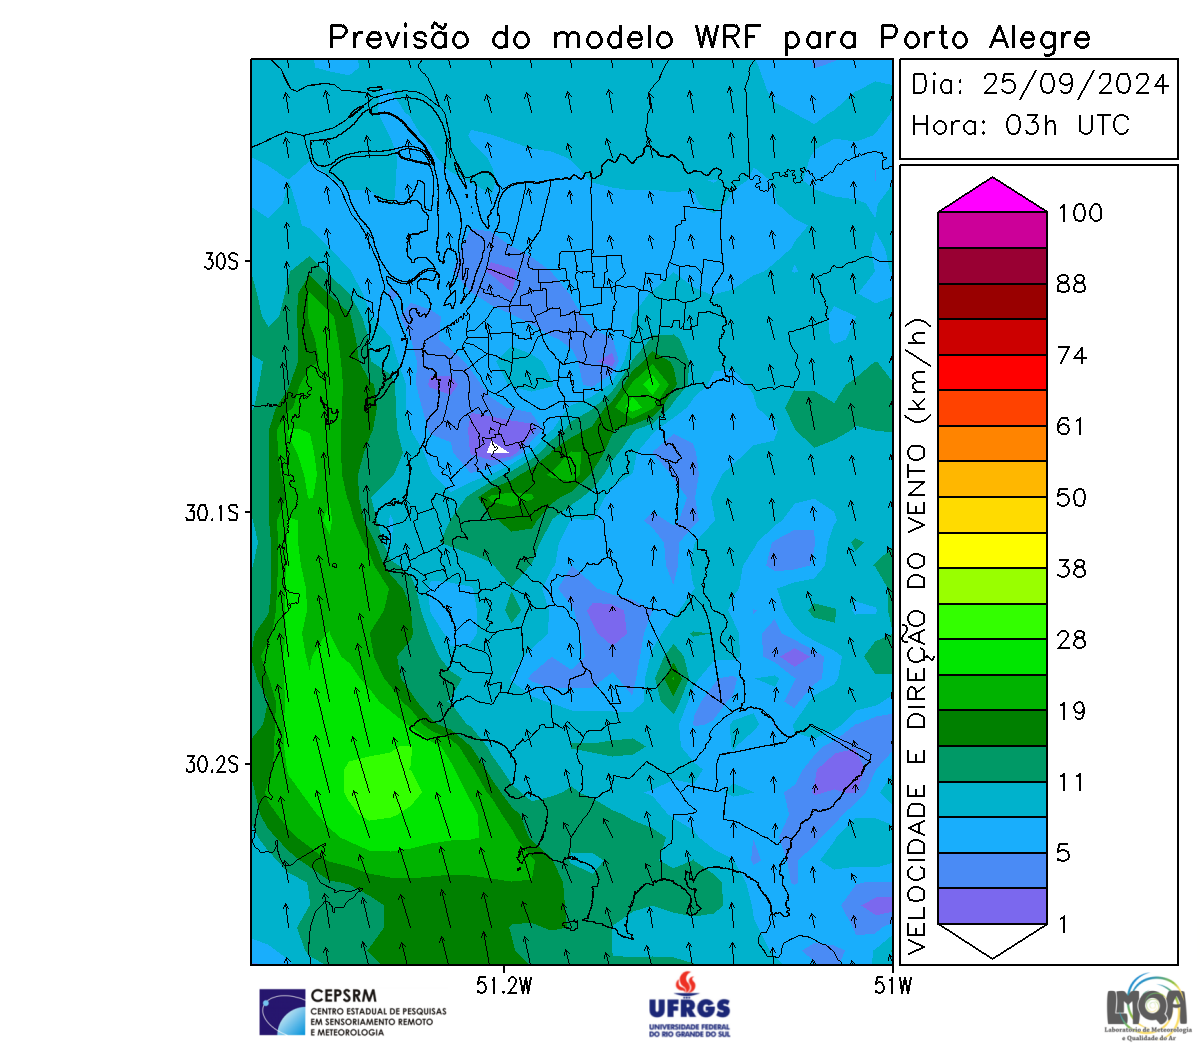 Previsão do modelo WRF para Porto Alegre
Dia: 25/09/2024
Hora: 03h UTC
30S
30.1S
30.2S
51.2W
51W
VELOCIDADE E DIREÇÃO DO VENTO (km/h)
100
88
74
61
50
38
28
19
11
5
1
CEPSRM
CENTRO ESTADUAL DE PESQUISAS
EM SENSORIAMENTO REMOTO
E METEOROLOGIA
UFRGS
UNIVERSIDADE FEDERAL
DO RIO GRANDE DO SUL
LMQA
Laboratório de Meteorologia
e Qualidade do Ar